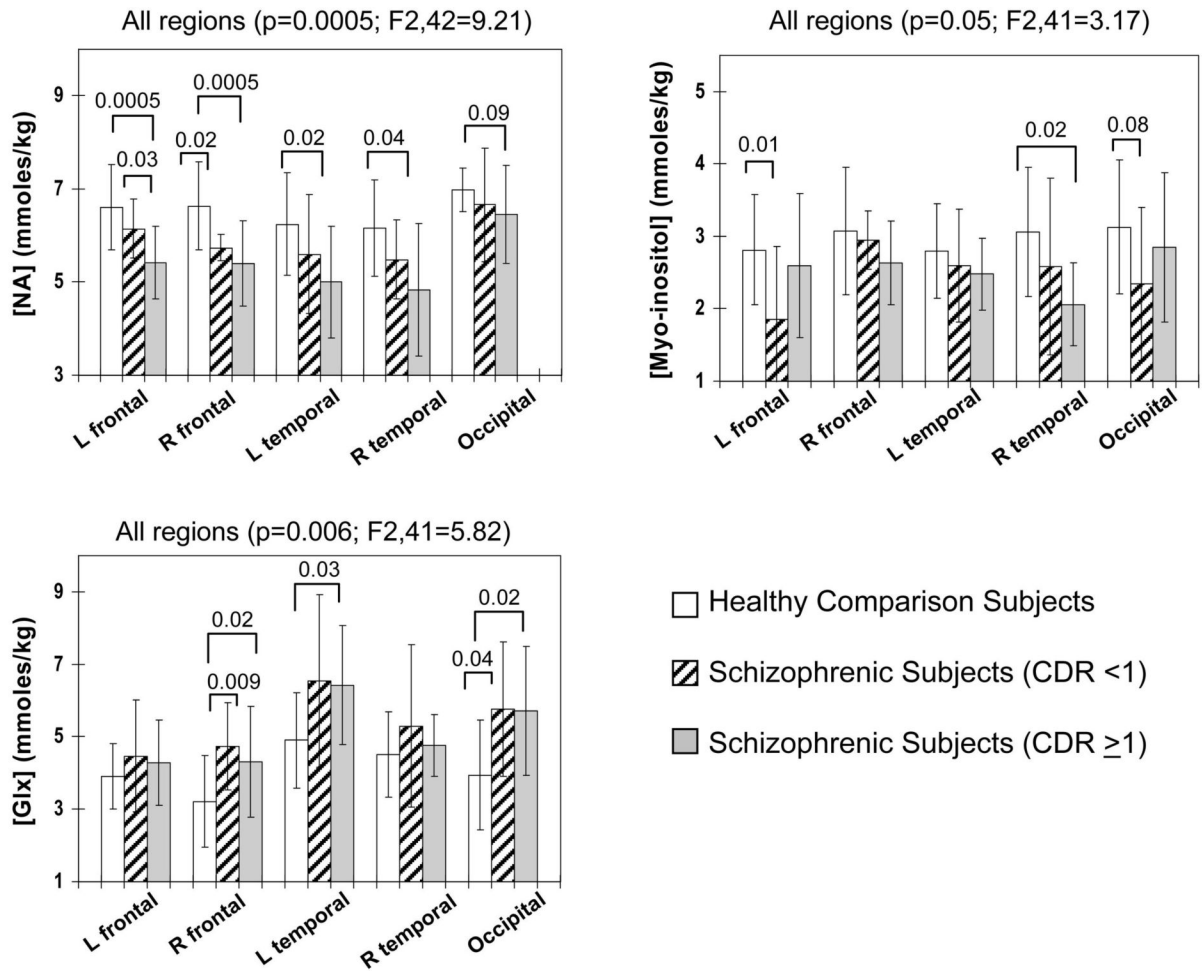 All regions (p=0.0005; F2,42=9.21)
[NA] (mmoles/kg)
9
7
5
3
0.0005
0.03
0.02
0.0005
0.02
0.04
0.09
L frontal
R frontal
L temporal
R temporal
Occipital
All regions (p=0.05; F2,41=3.17)
[Myo-inositol] (mmoles/kg)
5
4
3
2
1
0.01
0.02
0.08
L frontal
R frontal
L temporal
R temporal
Occipital
All regions (p=0.006; F2,41=5.82)
[Glx] (mmoles/kg)
9
7
5
3
1
0.02
0.009
0.03
0.04
0.02
L frontal
R frontal
L temporal
R temporal
Occipital
Healthy Comparison Subjects
Schizophrenic Subjects (CDR <1)
Schizophrenic Subjects (CDR ≥1)